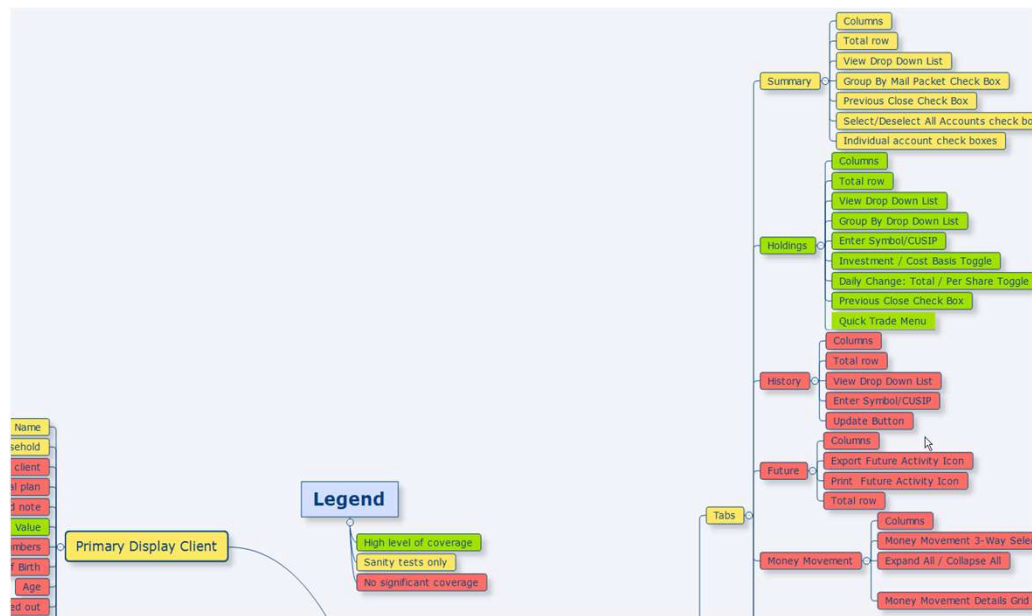 Columns
Total row
View Drop Down List
Summary
Group By Mail Packet Check Box
Previous Close Check Box
Select/Deselect All Accounts check bo
Individual account check boxes
Columns
Total row
View Drop Down List
Group By Drop Down List
Holdings
Enter Symbol/CUSIP
Investment / Cost Basis Toggle
Daily Change: Total / Per Share Toggle
Previous Close Check Box
Quick Trade Menu
Columns
Total row
History
View Drop Down List
Enter Symbol/CUSIP
Update Button
Columns
Future
Export Future Activity Icon
Print Future Activity Icon
Total row
Tabs
Columns
Money Movement 3-Way Sele
Money Movement
Expand All / Collapse All
Money Movement Details Grid
Name
sehold
client
al plan
d note
Value
mbers
f Birth
Age
ed out
Primary Display Client
Legend
High level of coverage
Sanity tests only
No significant coverage